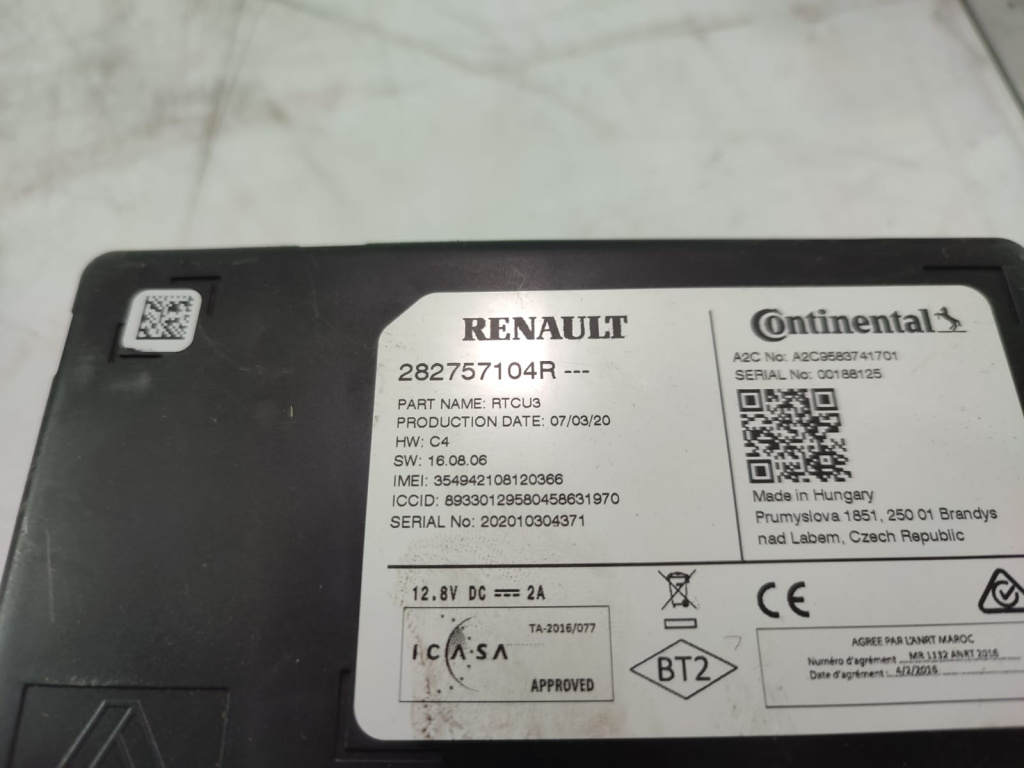 RENAULT
282757104R ---
PART NAME: RTCU3
PRODUCTION DATE: 07/03/20
HW: C4
SW: 16.08.06
IMEI: 354942108120366
ICCID: 89330129580458631970
SERIAL No: 202010304371
Continental
A2C No: A2C9583741701
SERIAL No: 00188125
Made in Hungary
Prumyslova 1851, 250 01 Brandys
nad Labem, Czech Republic
12.8V DC 2A
TA-2016/077
ICASA
APPROVED
BT2
CE
AGREE PAR L'ANRT MAROC
Numéro d'agrément MR 1132 ANRT 2016
Date d'agrément: 4/2/2016